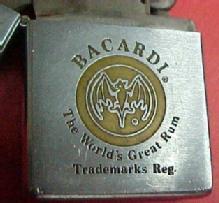 BACARDI®
The World's Great Rum
Trademarks Reg.